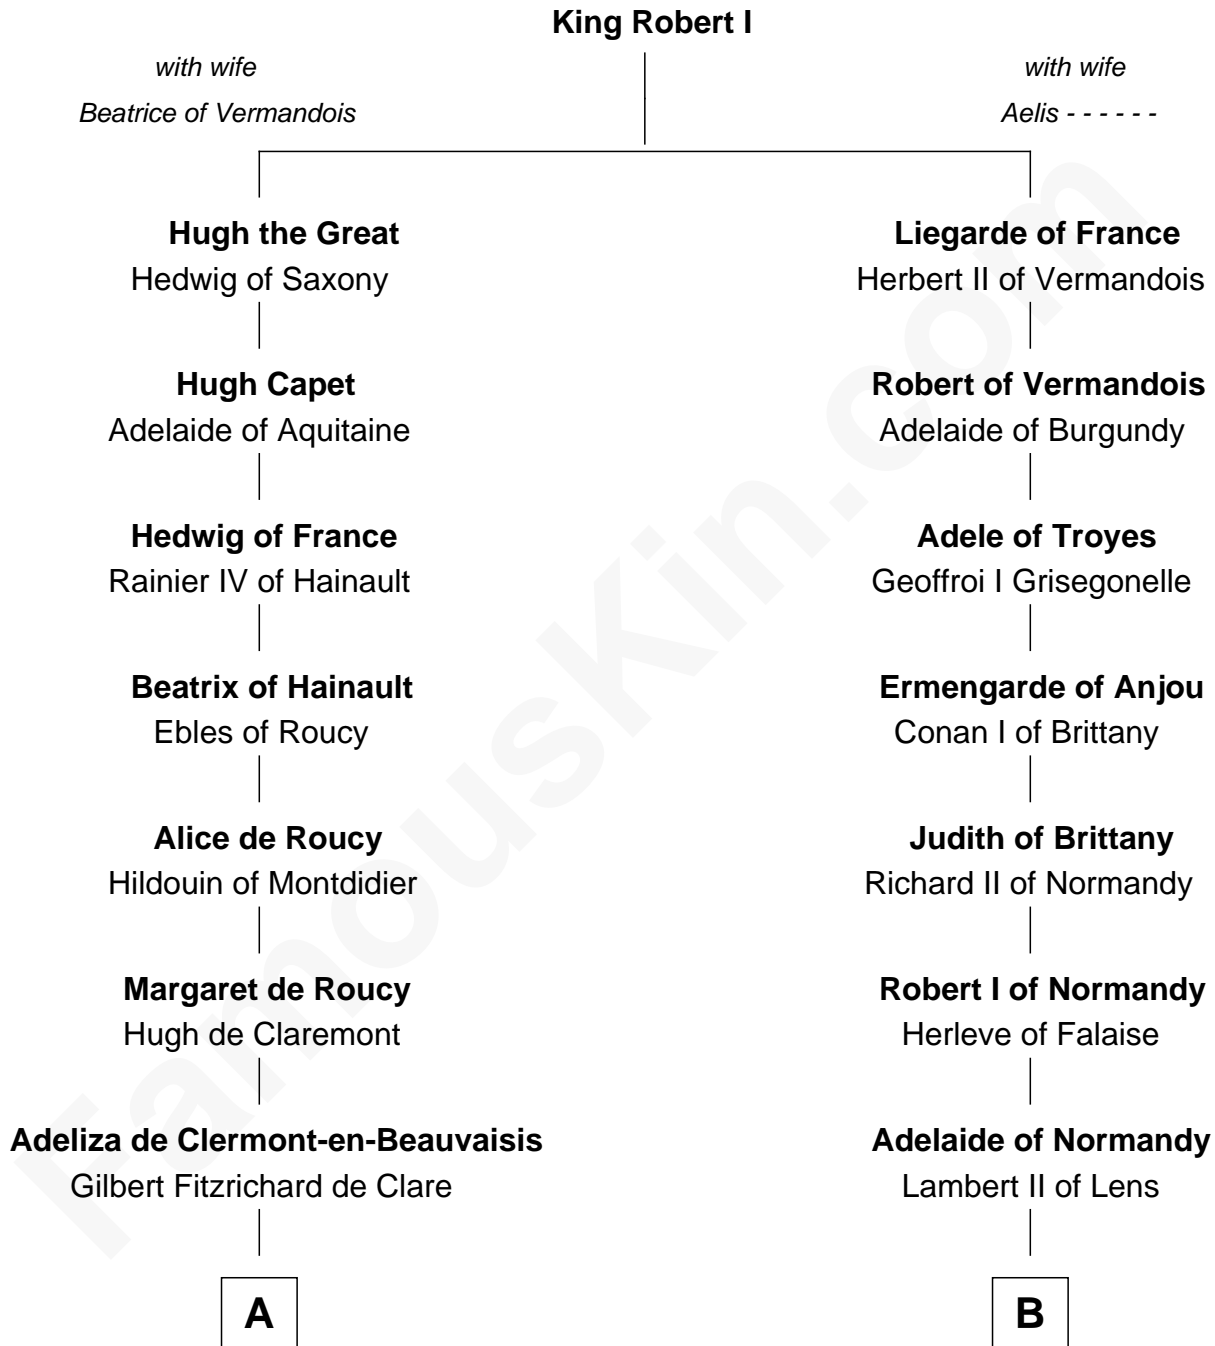 King Robert I
with wife
Beatrice of Vermandois
with wife
Aelis - - - - - -
Hugh the Great
Hedwig of Saxony
Liegarde of France
Herbert II of Vermandois
Hugh Capet
Adelaide of Aquitaine
Robert of Vermandois
Adelaide of Burgundy
Hedwig of France
Rainier IV of Hainault
Adele of Troyes
Geoffroi I Grisegonelle
Beatrix of Hainault
Ebles of Roucy
Ermengarde of Anjou
Conan I of Brittany
Alice de Roucy
Hildouin of Montdidier
Judith of Brittany
Richard II of Normandy
Margaret de Roucy
Hugh de Claremont
Robert I of Normandy
Herleve of Falaise
Adeliza de Clermont-en-Beauvaisis
Gilbert Fitzrichard de Clare
Adelaide of Normandy
Lambert II of Lens
A
B
FamousKin.com